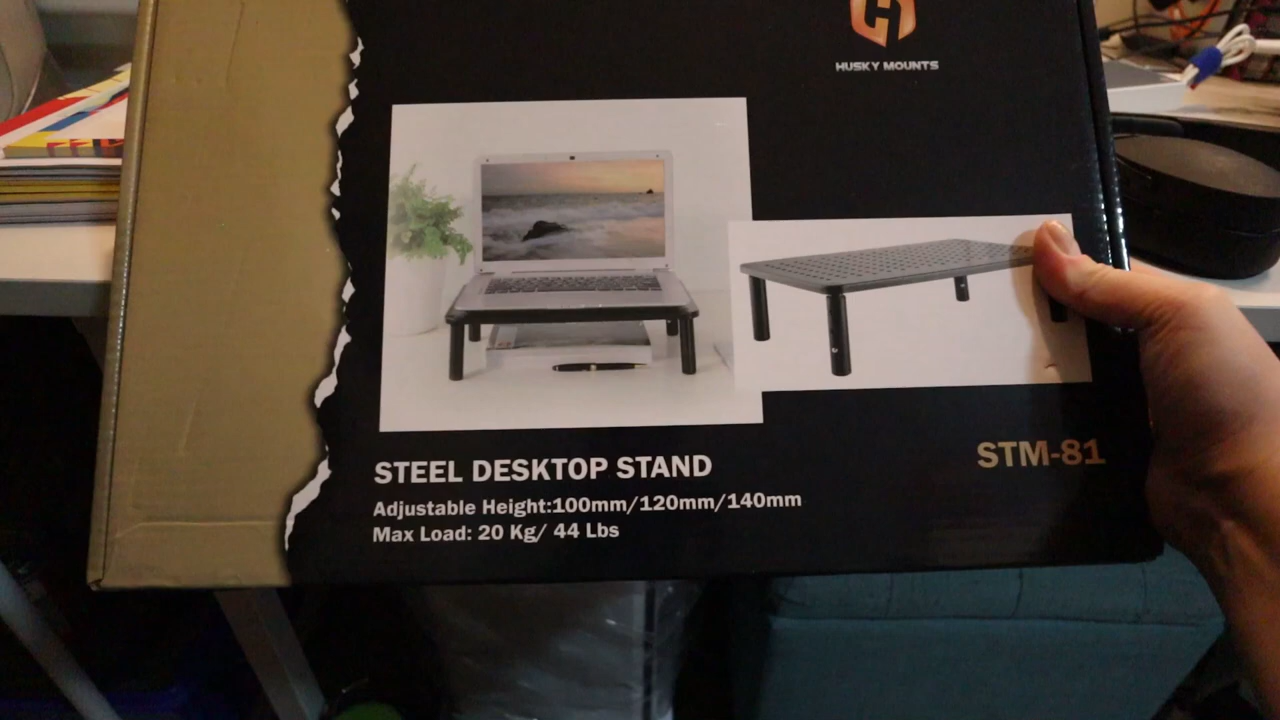 HUSKY MOUNTS
STEEL DESKTOP STAND
STM-81
Adjustable Height:100mm/120mm/140mm
Max Load: 20 Kg/ 44 Lbs